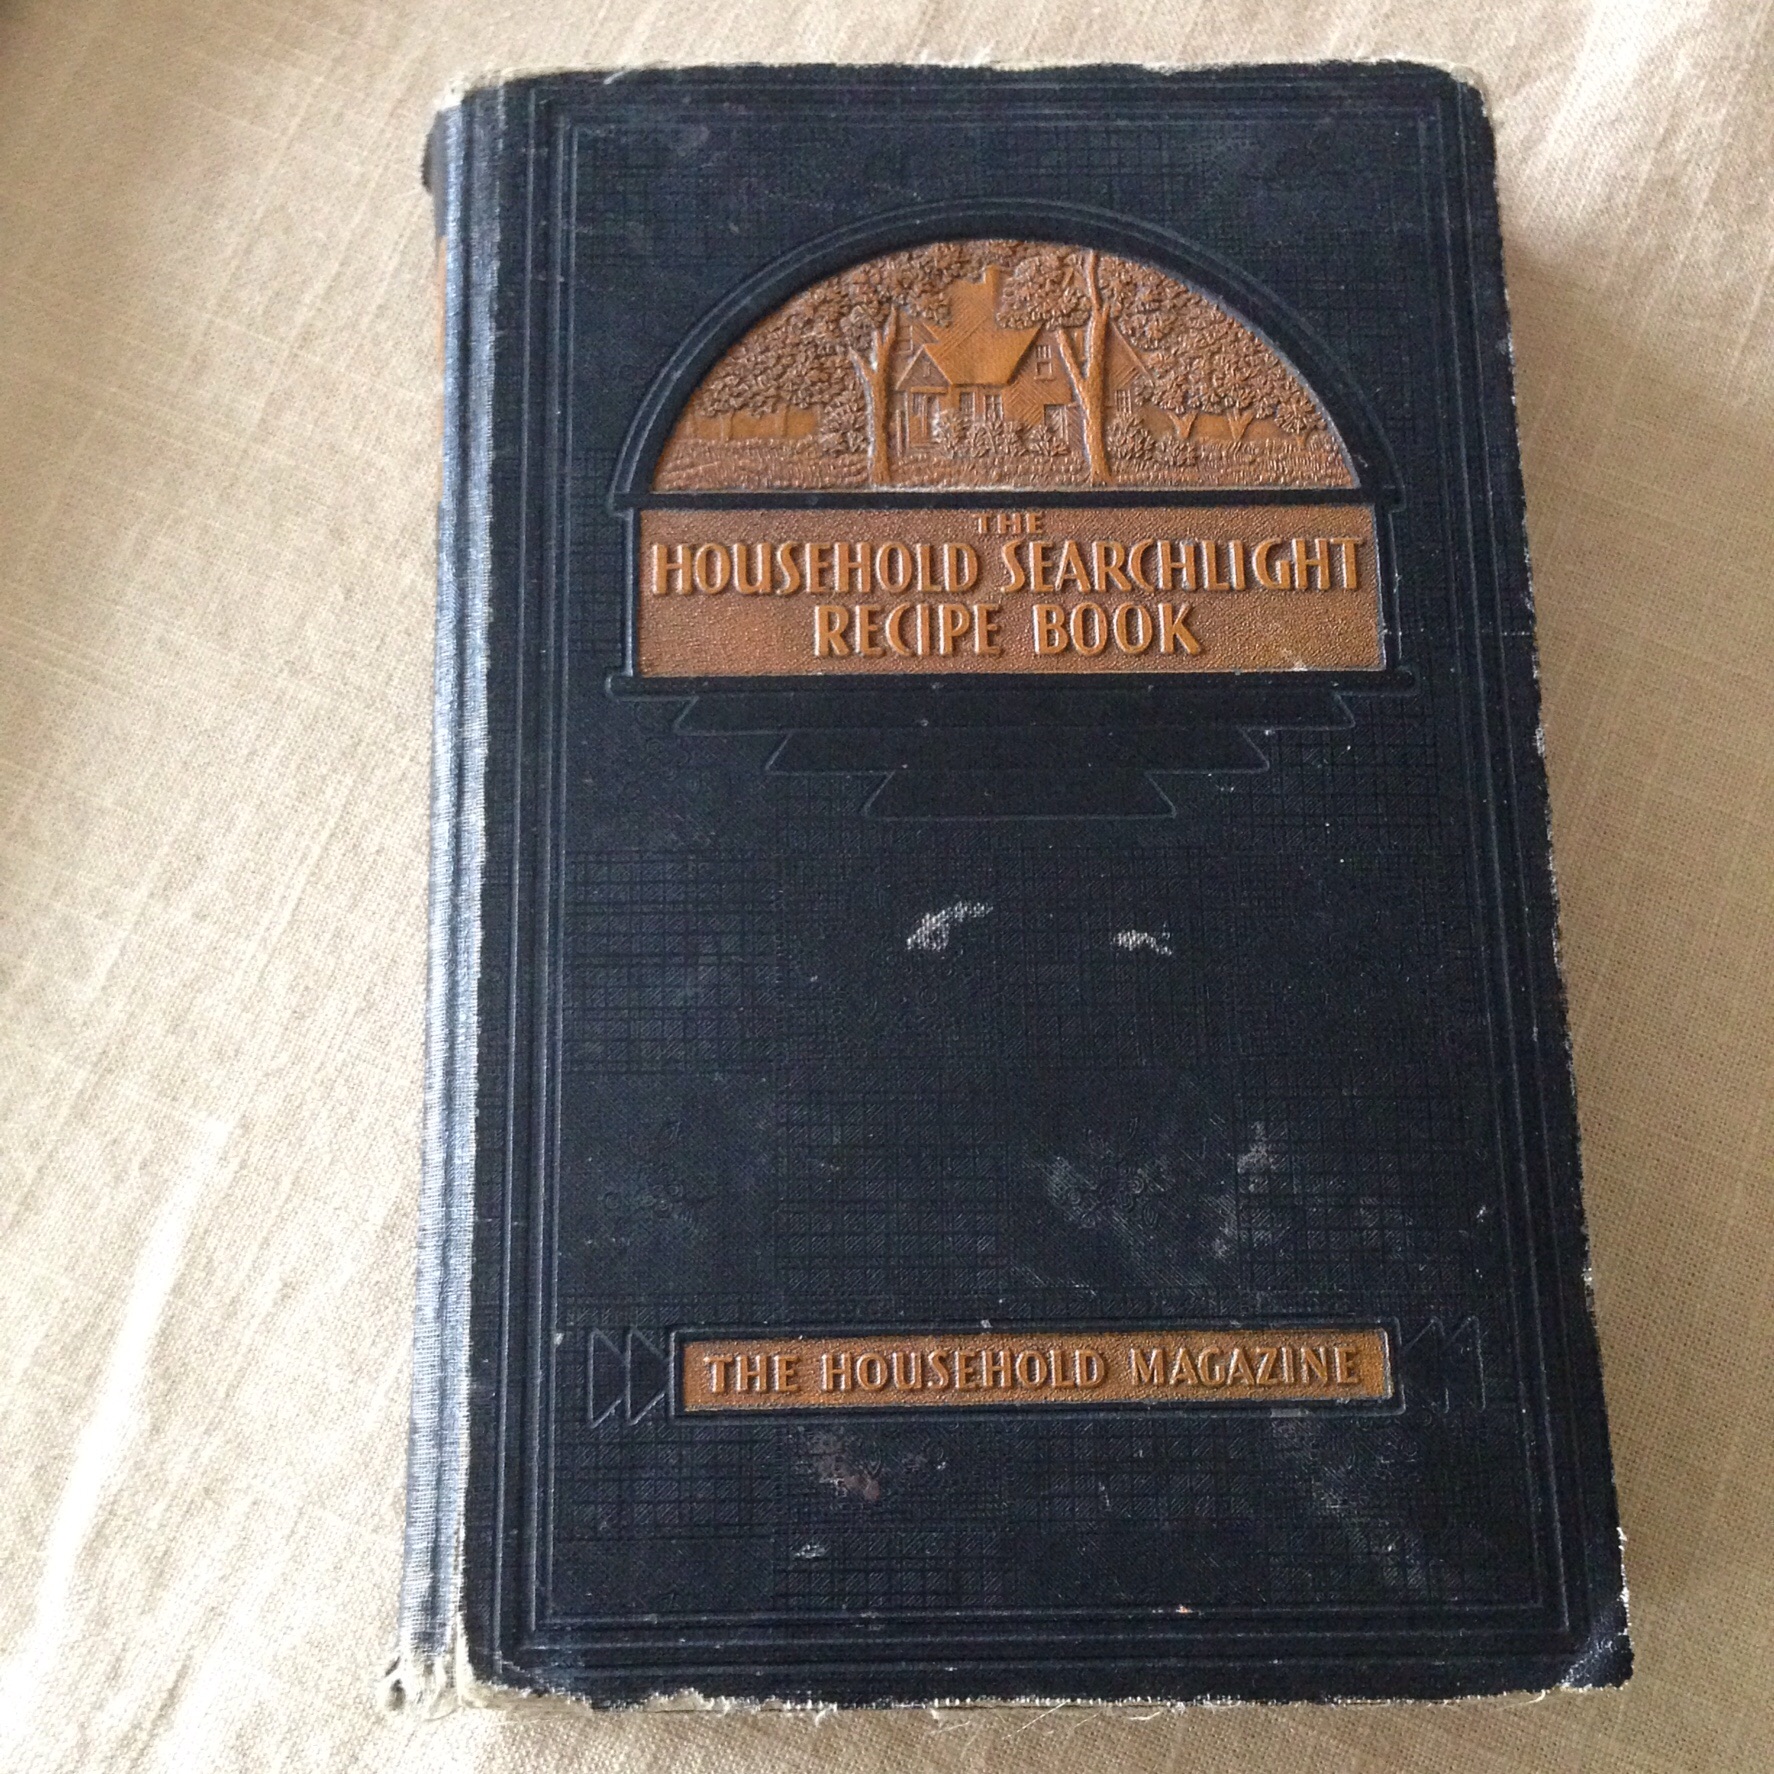 THE
HOUSEHOLD SEARCHLIGHT
RECIPE BOOK
THE HOUSEHOLD MAGAZINE